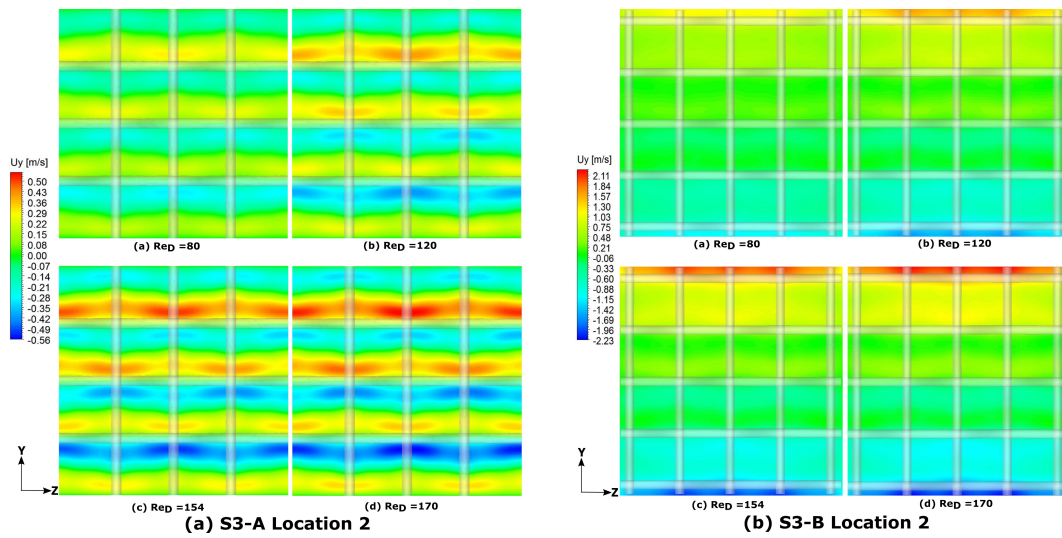 Uy [m/s]
0.50
0.43
0.36
0.29
0.22
0.15
0.08
0.00
-0.07
-0.14
-0.21
-0.28
-0.35
-0.42
-0.49
-0.56
(a) ReD =80
(b) ReD =120
Y
Z
(c) ReD =154
(d) ReD =170
(a) S3-A Location 2
Uy [m/s]
2.11
1.84
1.57
1.30
1.03
0.75
0.48
0.21
-0.06
-0.33
-0.60
-0.88
-1.15
-1.42
-1.69
-1.96
-2.23
(a) ReD =80
(b) ReD =120
Y
Z
(c) ReD =154
(d) ReD =170
(b) S3-B Location 2